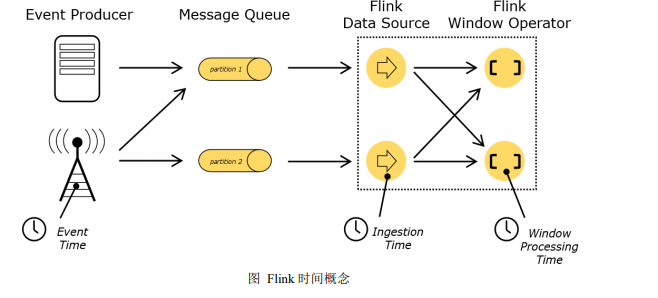 Event Producer
Message Queue
Flink
Data Source
Flink
Window Operator
partition 1
partition 2
Event
Time
Ingestion
Time
Window
Processing
Time
图 Flink 时间概念